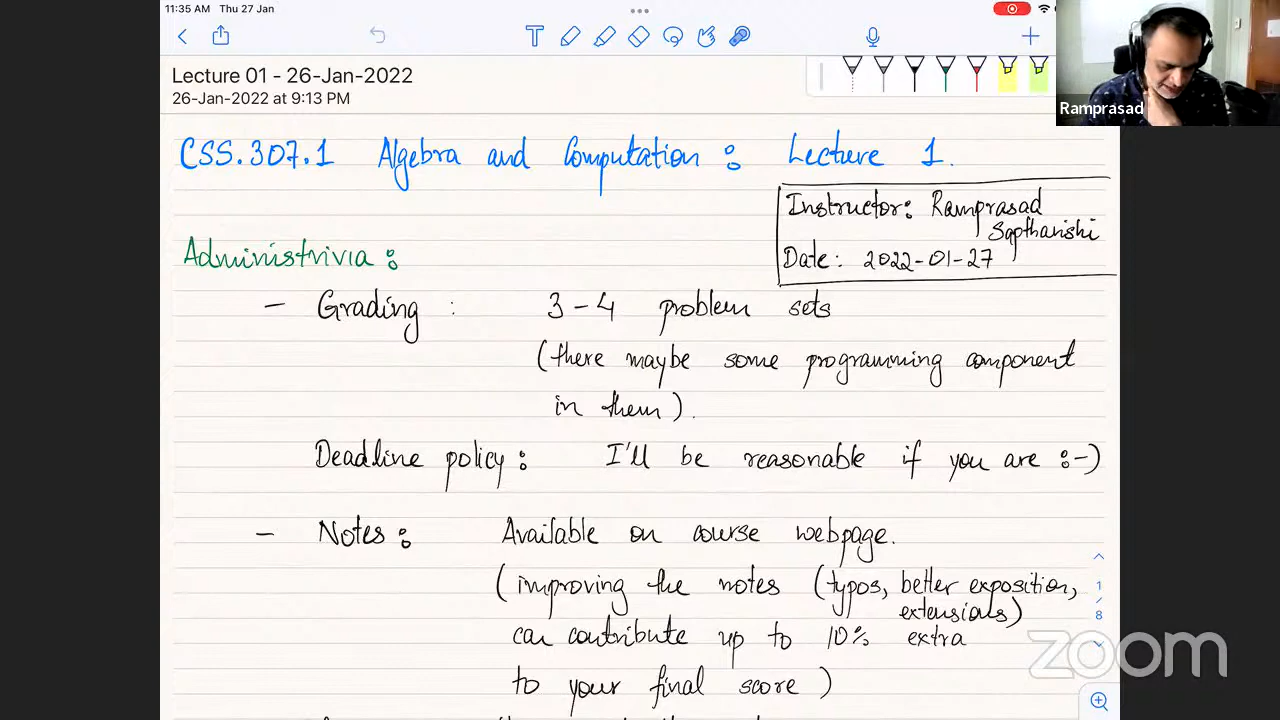 11:35 AM Thu 27 Jan
Lecture 01 - 26-Jan-2022
26-Jan-2022 at 9:13 PM
Ramprasad
CSS.307.1 Algebra and Computation : Lecture 1.
Instructor: Ramprasad
Saptharishi
Date: 2022-01-27
Administrivia:
- Grading : 3-4 problem sets
(there maybe some programming component
in them).
Deadline policy: I'll be reasonable if you are :-)
- Notes: Available on course webpage.
(improving the notes (typos, better exposition,
extensions)
can contribute up to 10% extra
to your final score)
1
/
8
zoom